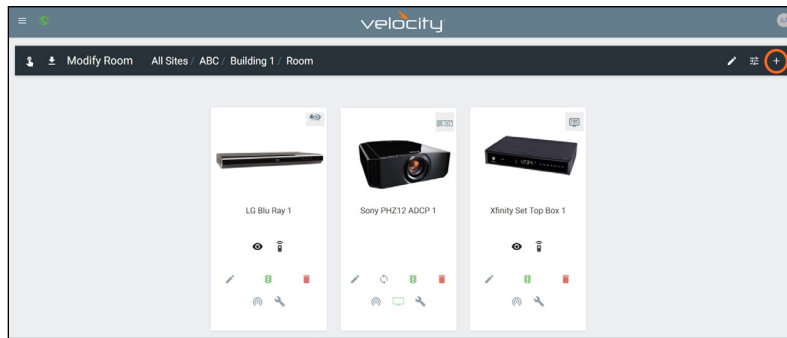 velocity
Modify Room All Sites / ABC / Building 1 / Room
LG Blu Ray 1
Sony PHZ12 ADCP 1
Xfinity Set Top Box 1